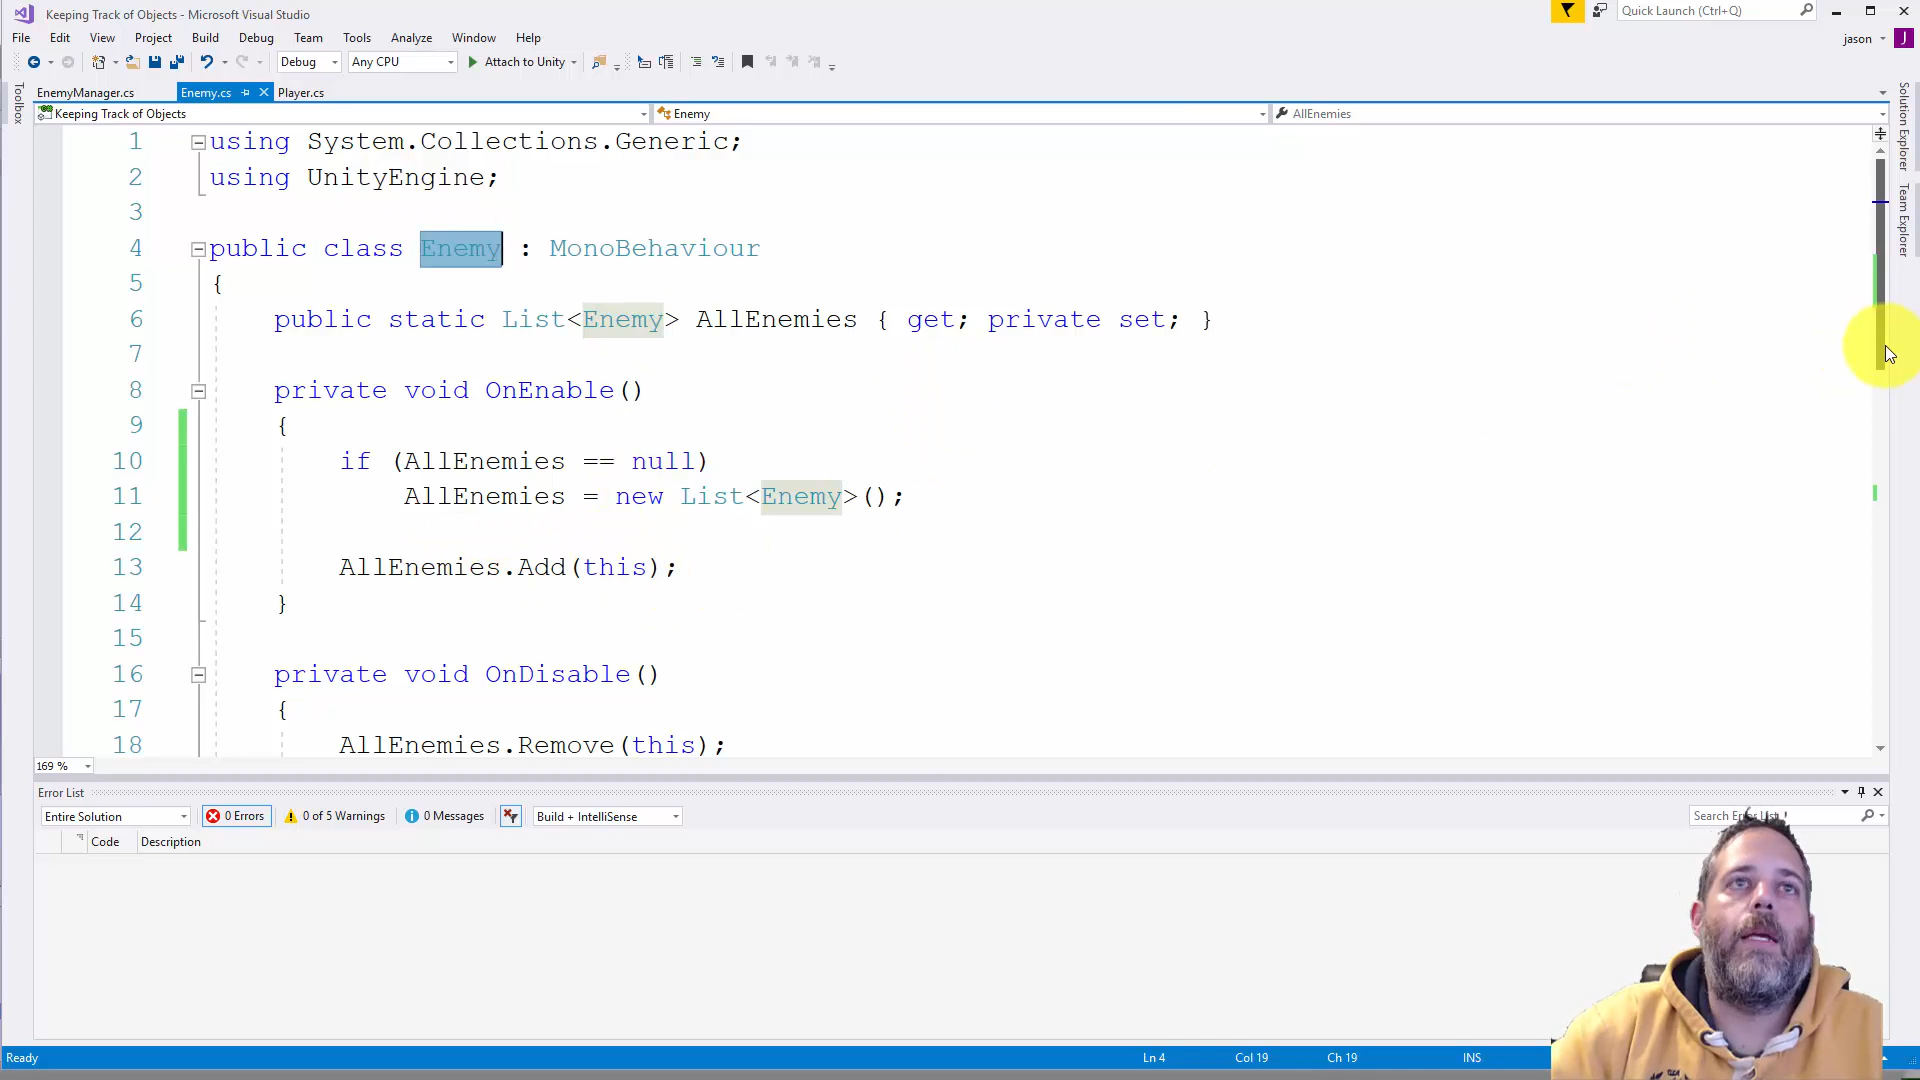 Keeping Track of Objects - Microsoft Visual Studio
Quick Launch (Ctrl+Q)
File Edit View Project Build Debug Team Tools Analyze Window Help
jason J
Debug Any CPU Attach to Unity
EnemyManager.cs Enemy.cs Player.cs
Keeping Track of Objects Enemy AllEnemies
Toolbox
Solution Explorer
Team Explorer
1 using System.Collections.Generic;
2 using UnityEngine;
3
4 public class Enemy : MonoBehaviour
5 {
6 public static List<Enemy> AllEnemies { get; private set; }
7
8 private void OnEnable()
9 {
10 if (AllEnemies == null)
11 AllEnemies = new List<Enemy>();
12
13 AllEnemies.Add(this);
14 }
15
16 private void OnDisable()
17 {
18 AllEnemies.Remove(this);
169 %
Error List
Entire Solution 0 Errors 0 of 5 Warnings 0 Messages Build + IntelliSense
Search Error List
Code Description
Ready Ln 4 Col 19 Ch 19 INS